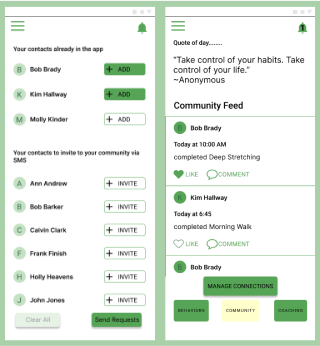 Your contacts already in the app
B Bob Brady + ADD
K Kim Hallway + ADD
M Molly Kinder + ADD
Your contacts to invite to your community via
SMS
A Ann Andrew + INVITE
B Bob Barker + INVITE
C Calvin Clark + INVITE
F Frank Finish + INVITE
H Holly Heavens + INVITE
J John Jones + INVITE
Clear All Send Requests
1
Quote of day........
"Take control of your habits. Take
control of your life."
~Anonymous
Community Feed
B Bob Brady
Today at 10:00 AM
completed Deep Stretching
LIKE COMMENT
K Kim Hallway
Today at 6:45
completed Morning Walk
LIKE COMMENT
B Bob Brady
MANAGE CONNECTIONS
BEHAVIORS COMMUNITY COACHING